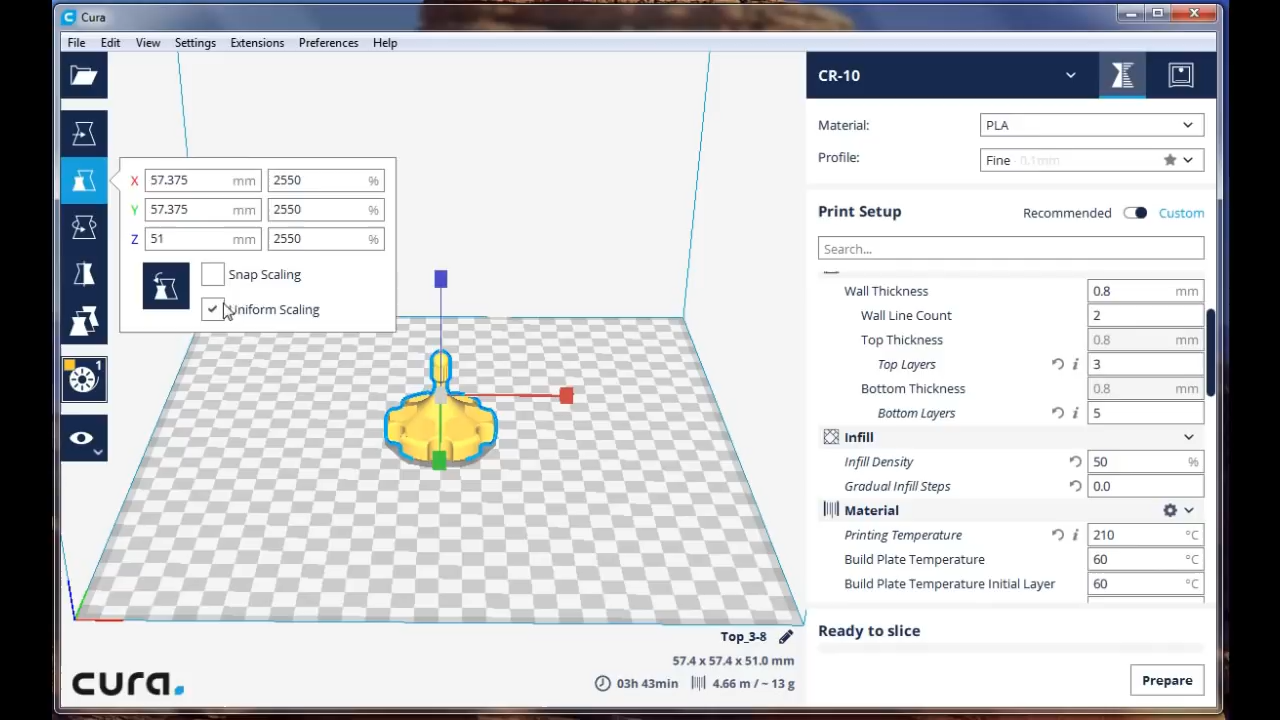 Cura
File Edit View Settings Extensions Preferences Help
CR-10
Material: PLA
Profile: Fine 0.1mm
X 57.375 mm 2550 %
Y 57.375 mm 2550 %
Z 51 mm 2550 %
Snap Scaling
Uniform Scaling
1
Print Setup Recommended Custom
Search...
Wall Thickness 0.8 mm
Wall Line Count 2
Top Thickness 0.8 mm
Top Layers i 3
Bottom Thickness 0.8 mm
Bottom Layers i 5
Infill
Infill Density 50 %
Gradual Infill Steps 0.0
Material
Printing Temperature i 210 °C
Build Plate Temperature 60 °C
Build Plate Temperature Initial Layer 60 °C
Top_3-8
57.4 x 57.4 x 51.0 mm
03h 43min 4.66 m / ~ 13 g
Ready to slice
Prepare
cura.